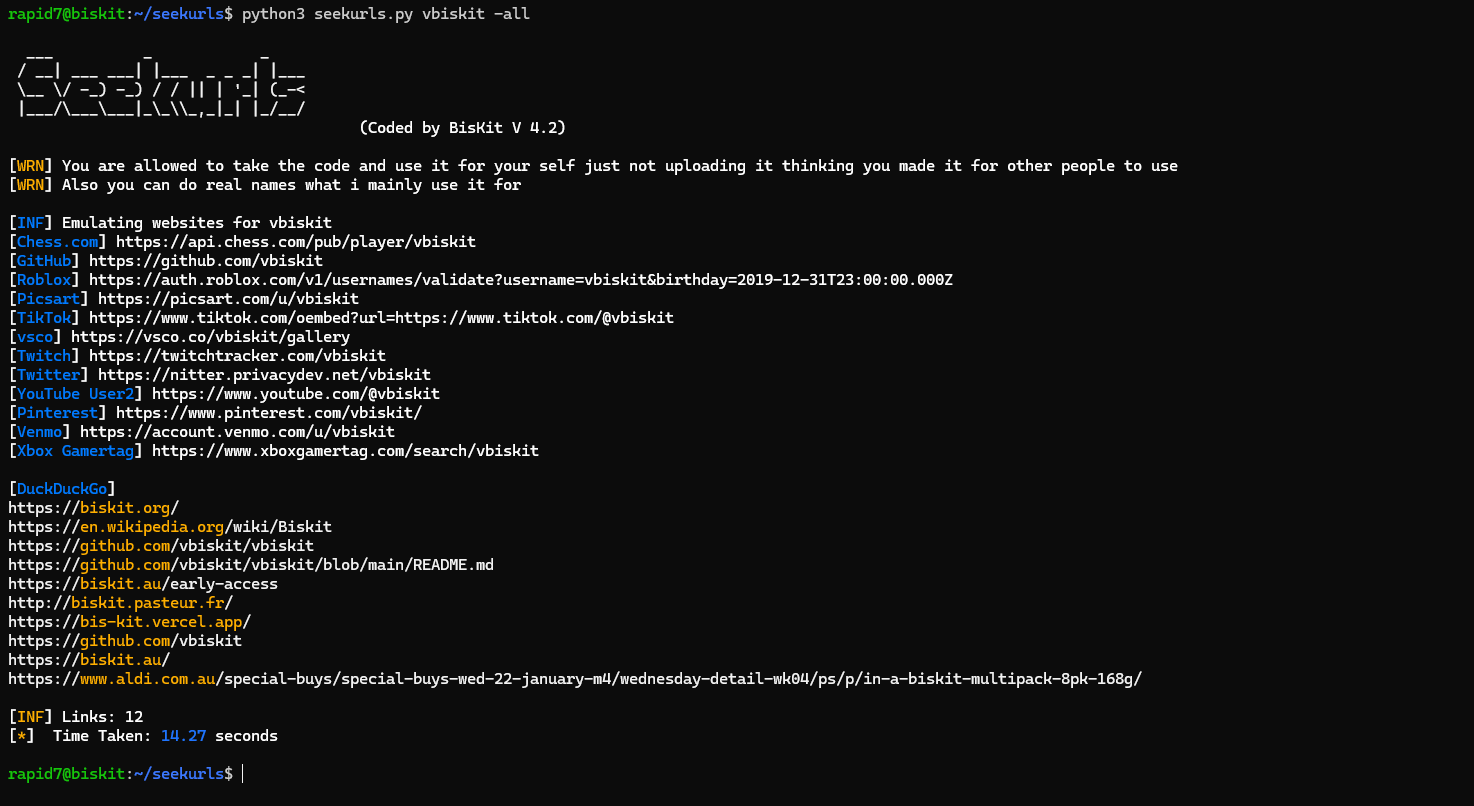 rapid7@biskit:~/seekurls$ python3 seekurls.py vbiskit -all
  ___          _            _
 / __| ___ ___| |___  _ _ _| |___
 \__ \/ -_) -_) / / || | '_| (_-<
 |___/\___\___|_\_\\_,_|_| |_/__/
(Coded by BisKit V 4.2)
[WRN] You are allowed to take the code and use it for your self just not uploading it thinking you made it for other people to use
[WRN] Also you can do real names what i mainly use it for
[INF] Emulating websites for vbiskit
[Chess.com] https://api.chess.com/pub/player/vbiskit
[GitHub] https://github.com/vbiskit
[Roblox] https://auth.roblox.com/v1/usernames/validate?username=vbiskit&birthday=2019-12-31T23:00:00.000Z
[Picsart] https://picsart.com/u/vbiskit
[TikTok] https://www.tiktok.com/oembed?url=https://www.tiktok.com/@vbiskit
[vsco] https://vsco.co/vbiskit/gallery
[Twitch] https://twitchtracker.com/vbiskit
[Twitter] https://nitter.privacydev.net/vbiskit
[YouTube User2] https://www.youtube.com/@vbiskit
[Pinterest] https://www.pinterest.com/vbiskit/
[Venmo] https://account.venmo.com/u/vbiskit
[Xbox Gamertag] https://www.xboxgamertag.com/search/vbiskit
[DuckDuckGo]
https://biskit.org/
https://en.wikipedia.org/wiki/Biskit
https://github.com/vbiskit/vbiskit
https://github.com/vbiskit/vbiskit/blob/main/README.md
https://biskit.au/early-access
http://biskit.pasteur.fr/
https://bis-kit.vercel.app/
https://github.com/vbiskit
https://biskit.au/
https://www.aldi.com.au/special-buys/special-buys-wed-22-january-m4/wednesday-detail-wk04/ps/p/in-a-biskit-multipack-8pk-168g/
[INF] Links: 12
[*]  Time Taken: 14.27 seconds
rapid7@biskit:~/seekurls$